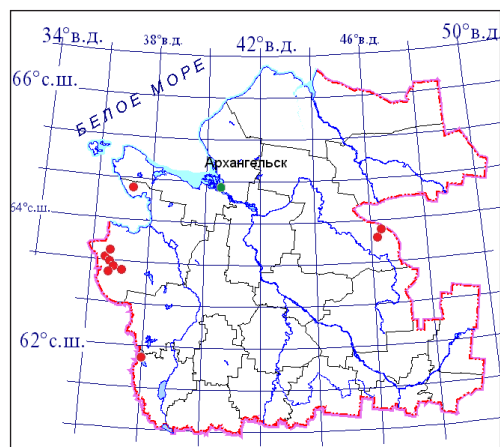 34°в.д.
38°в.д.
42°в.д.
46°в.д.
50°в.д.
66°с.ш.
БЕЛОЕ МОРЕ
Архангельск
64°с.ш.
62°с.ш.